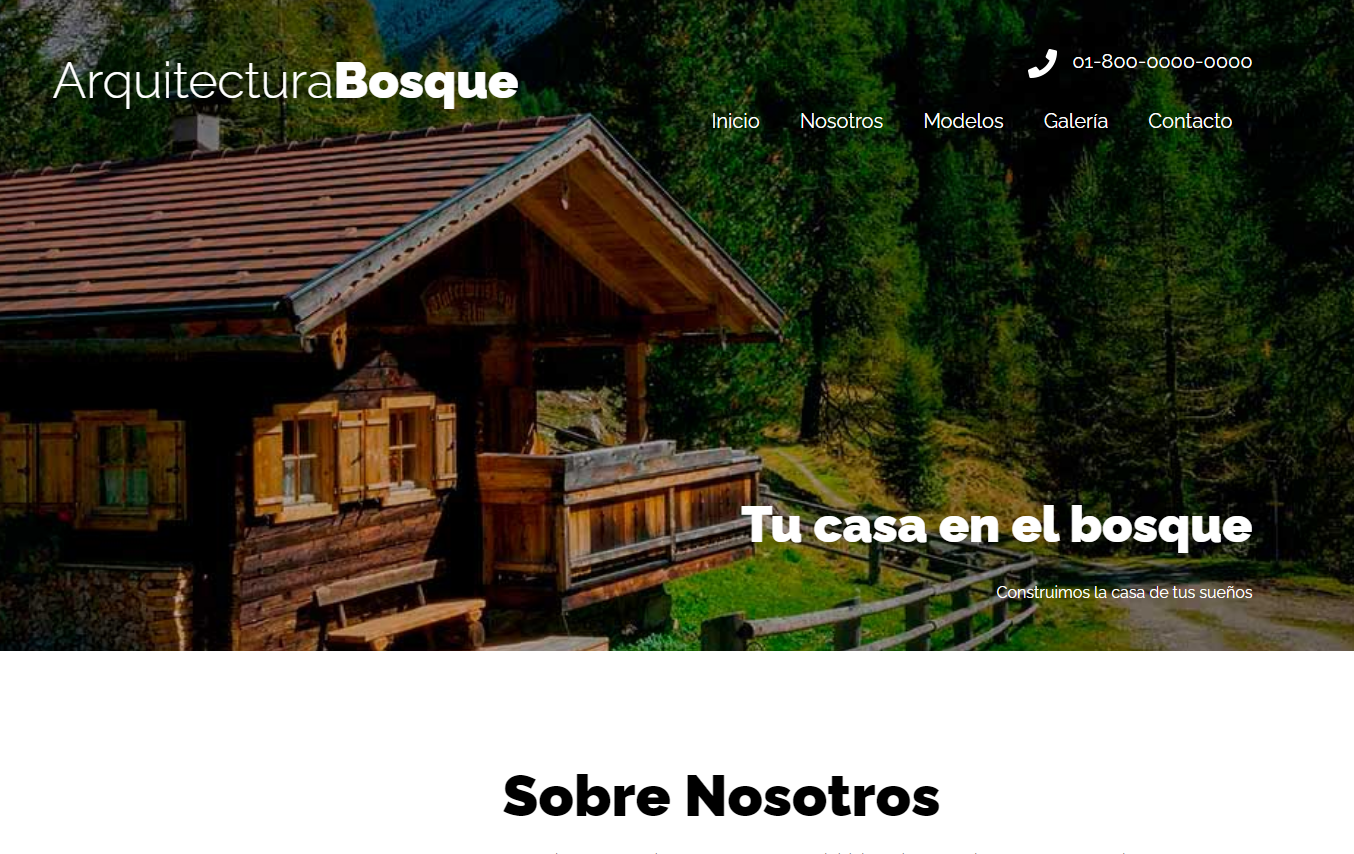 ArquitecturaBosque
01-800-0000-0000
Inicio Nosotros Modelos Galería Contacto
Tu casa en el bosque
Construimos la casa de tus sueños
Sobre Nosotros